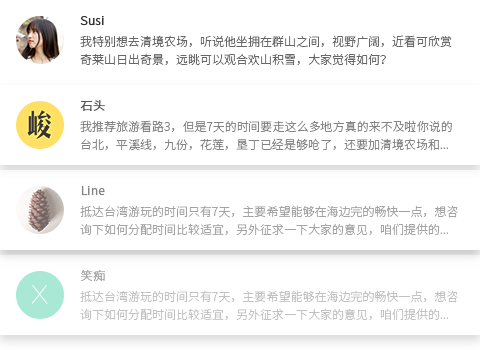 Susi
我特别想去清境农场，听说他坐拥在群山之间，视野广阔，近看可欣赏
奇莱山日出奇景，远眺可以观合欢山积雪，大家觉得如何？
峻
石头
我推荐旅游看路3，但是7天的时间要走这么多地方真的来不及啦你说的
台北，平溪线，九份，花莲，垦丁已经是够呛了，还要加清境农场和...
Line
抵达台湾游玩的时间只有7天，主要希望能够在海边完的畅快一点，想咨
询下如何分配时间比较适宜，另外征求一下大家的意见，咱们提供的...
X
笑痴
抵达台湾游玩的时间只有7天，主要希望能够在海边完的畅快一点，想咨
询下如何分配时间比较适宜，另外征求一下大家的意见，咱们提供的...